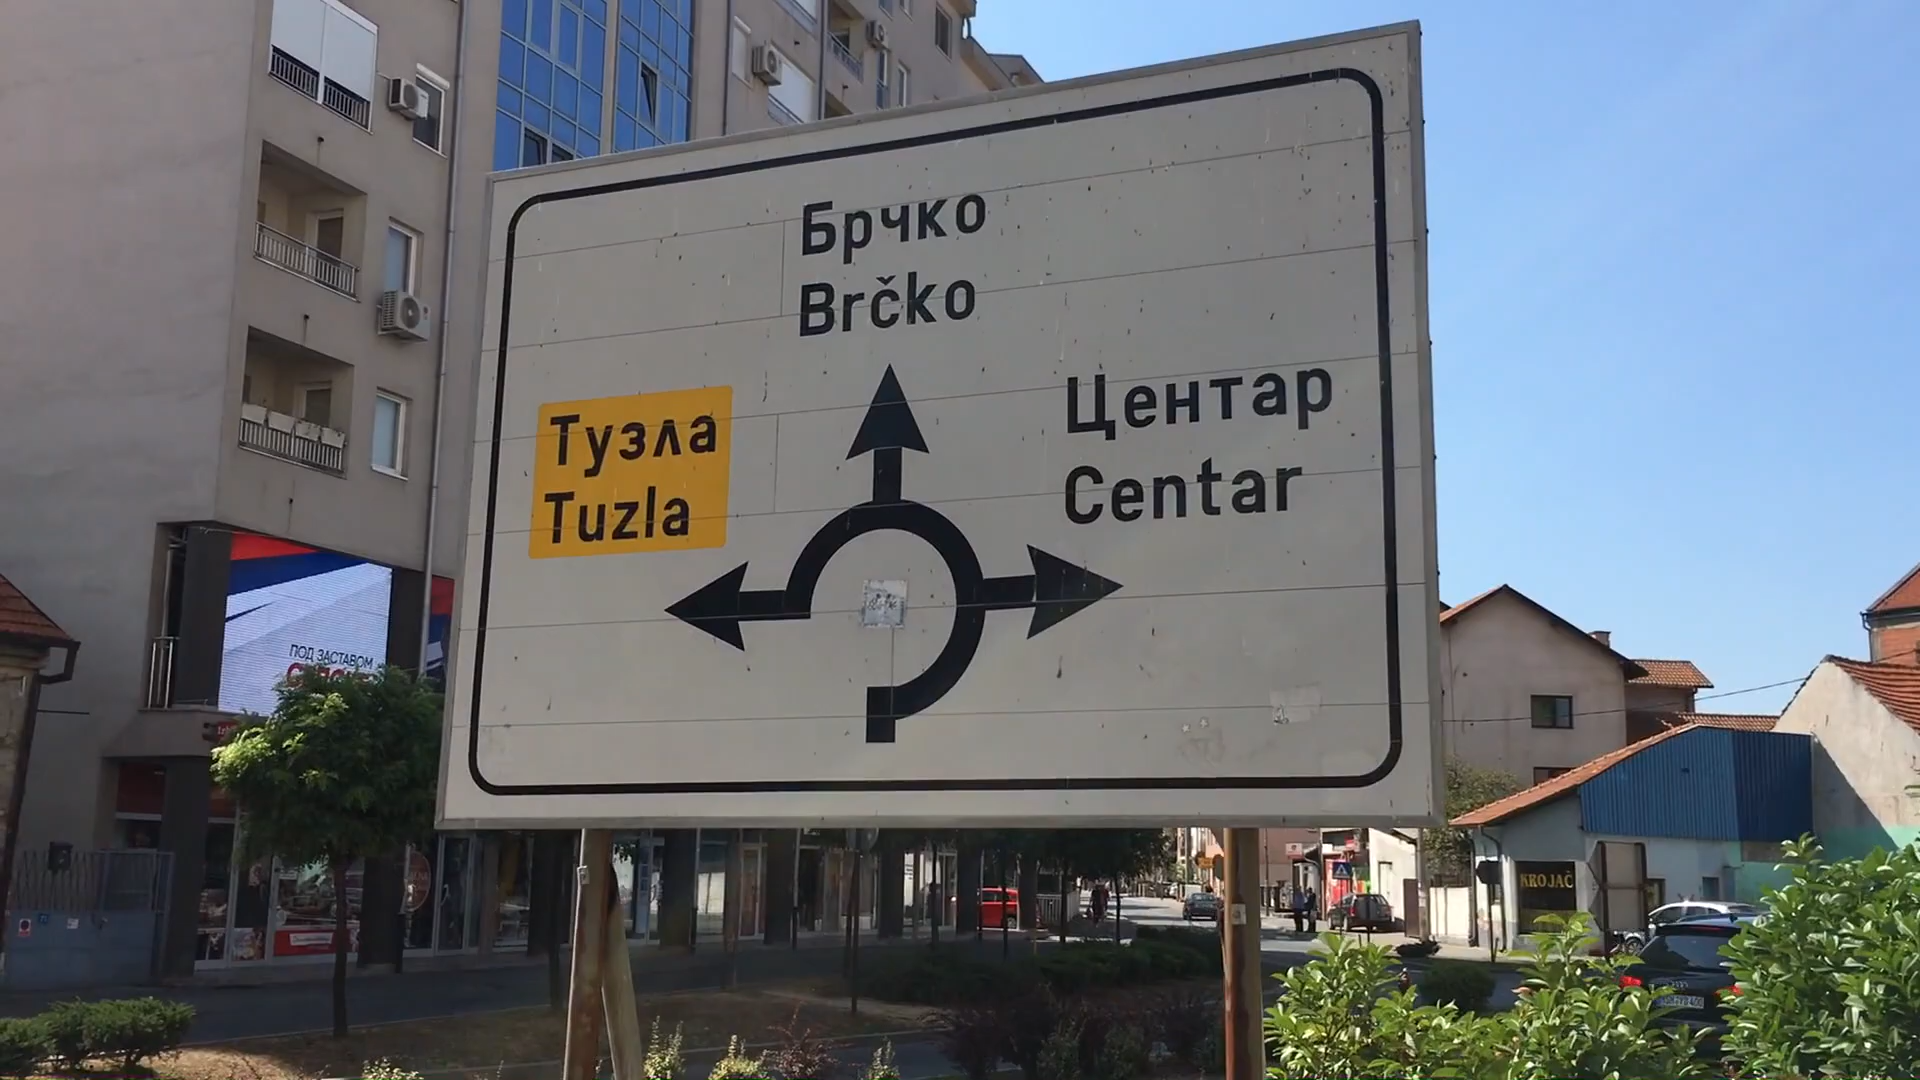 Брчко
Brčko
Тузла
Tuzla
Центар
Centar
ПОД ЗАСТАВОМ
KROJAČ